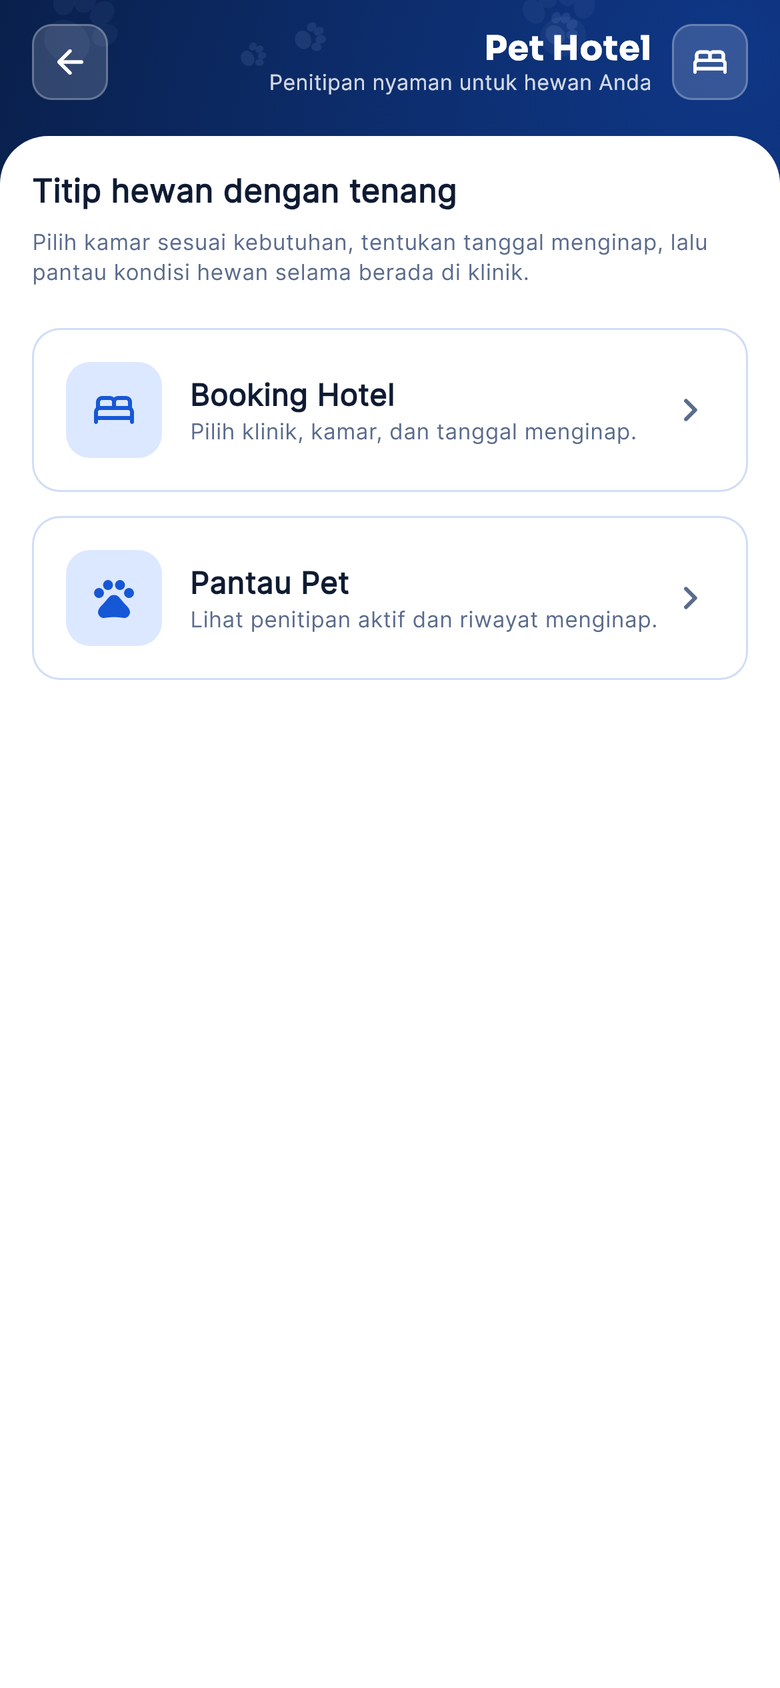 Pet Hotel
Penitipan nyaman untuk hewan Anda
Titip hewan dengan tenang
Pilih kamar sesuai kebutuhan, tentukan tanggal menginap, lalu
pantau kondisi hewan selama berada di klinik.
Booking Hotel
Pilih klinik, kamar, dan tanggal menginap.
Pantau Pet
Lihat penitipan aktif dan riwayat menginap.